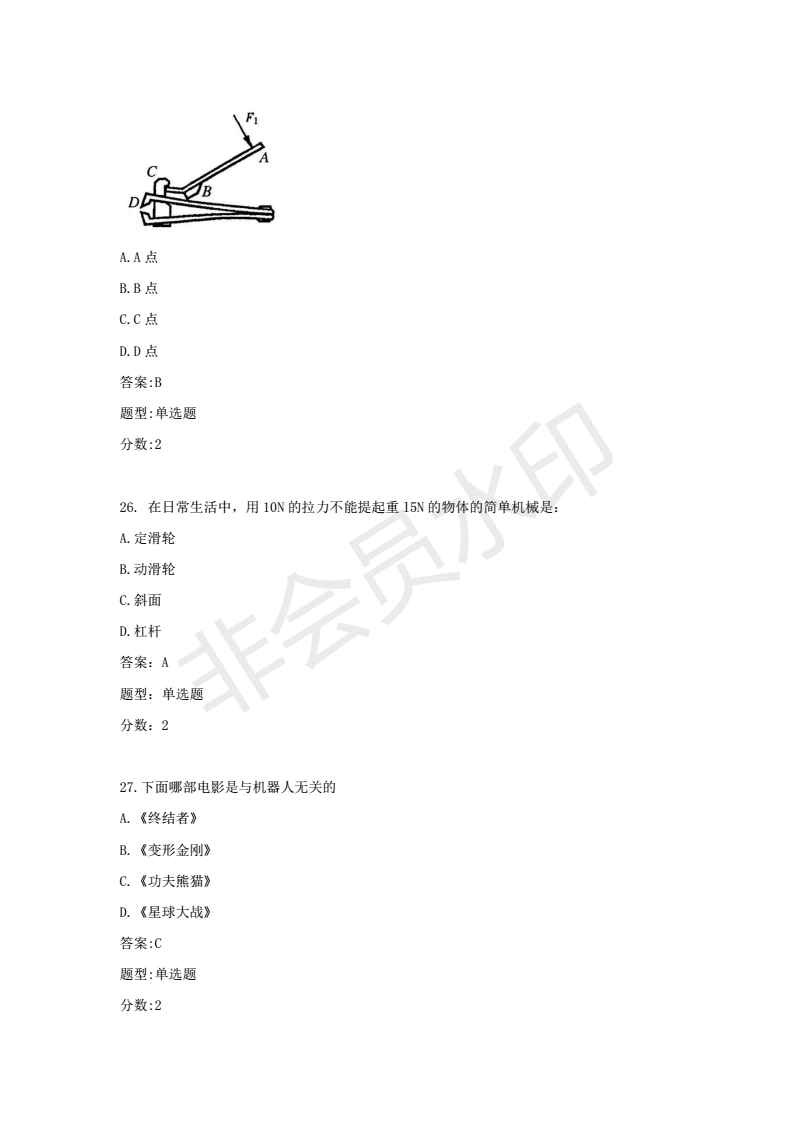 F1
A
C
B
D
A.A 点
B.B 点
C.C 点
D.D 点
答案:B
题型:单选题
分数:2
26. 在日常生活中，用 10N 的拉力不能提起重 15N 的物体的简单机械是：
A.定滑轮
B.动滑轮
C.斜面
D.杠杆
答案：A
题型：单选题
分数：2
27.下面哪部电影是与机器人无关的
A.《终结者》
B.《变形金刚》
C.《功夫熊猫》
D.《星球大战》
答案:C
题型:单选题
分数:2
非会员水印